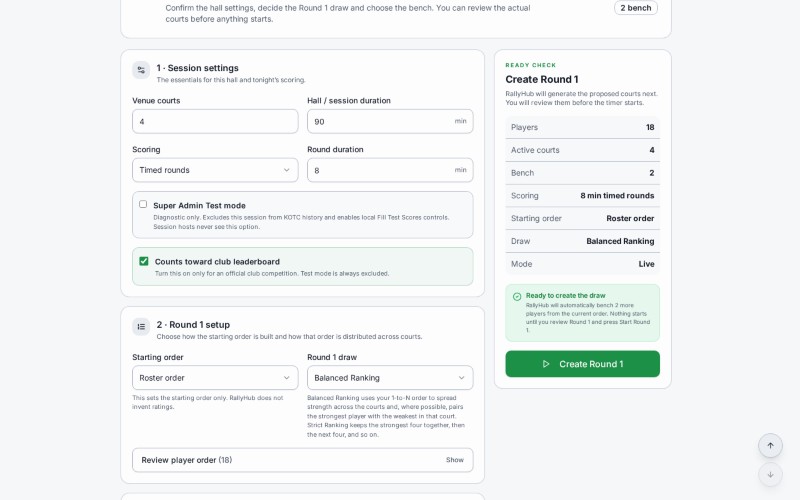 Confirm the hall settings, decide the Round 1 draw and choose the bench. You can review the actual
courts before anything starts.
2 bench
1 · Session settings
The essentials for this hall and tonight's scoring.
Venue courts
Hall / session duration
4
90
min
Scoring
Round duration
Timed rounds
8
min
Super Admin Test mode
Diagnostic only. Excludes this session from KOTC history and enables local Fill Test Scores controls.
Session hosts never see this option.
Counts toward club leaderboard
Turn this on only for an official club competition. Test mode is always excluded.
2 · Round 1 setup
Choose how the starting order is built and how that order is distributed across courts.
Starting order
Round 1 draw
Roster order
Balanced Ranking
This sets the starting order only. RallyHub does not
invent ratings.
Balanced Ranking uses your 1-to-N order to spread
strength across the courts and, where possible, pairs
the strongest player with the weakest in that court.
Strict Ranking keeps the strongest four together, then
the next four, and so on.
Review player order (18)
Show
READY CHECK
Create Round 1
RallyHub will generate the proposed courts next.
You will review them before the timer starts.
Players 18
Active courts 4
Bench 2
Scoring 8 min timed rounds
Starting order Roster order
Draw Balanced Ranking
Mode Live
Ready to create the draw
RallyHub will automatically bench 2 more
players from the current order. Nothing starts
until you review Round 1 and press Start Round
1.
Create Round 1